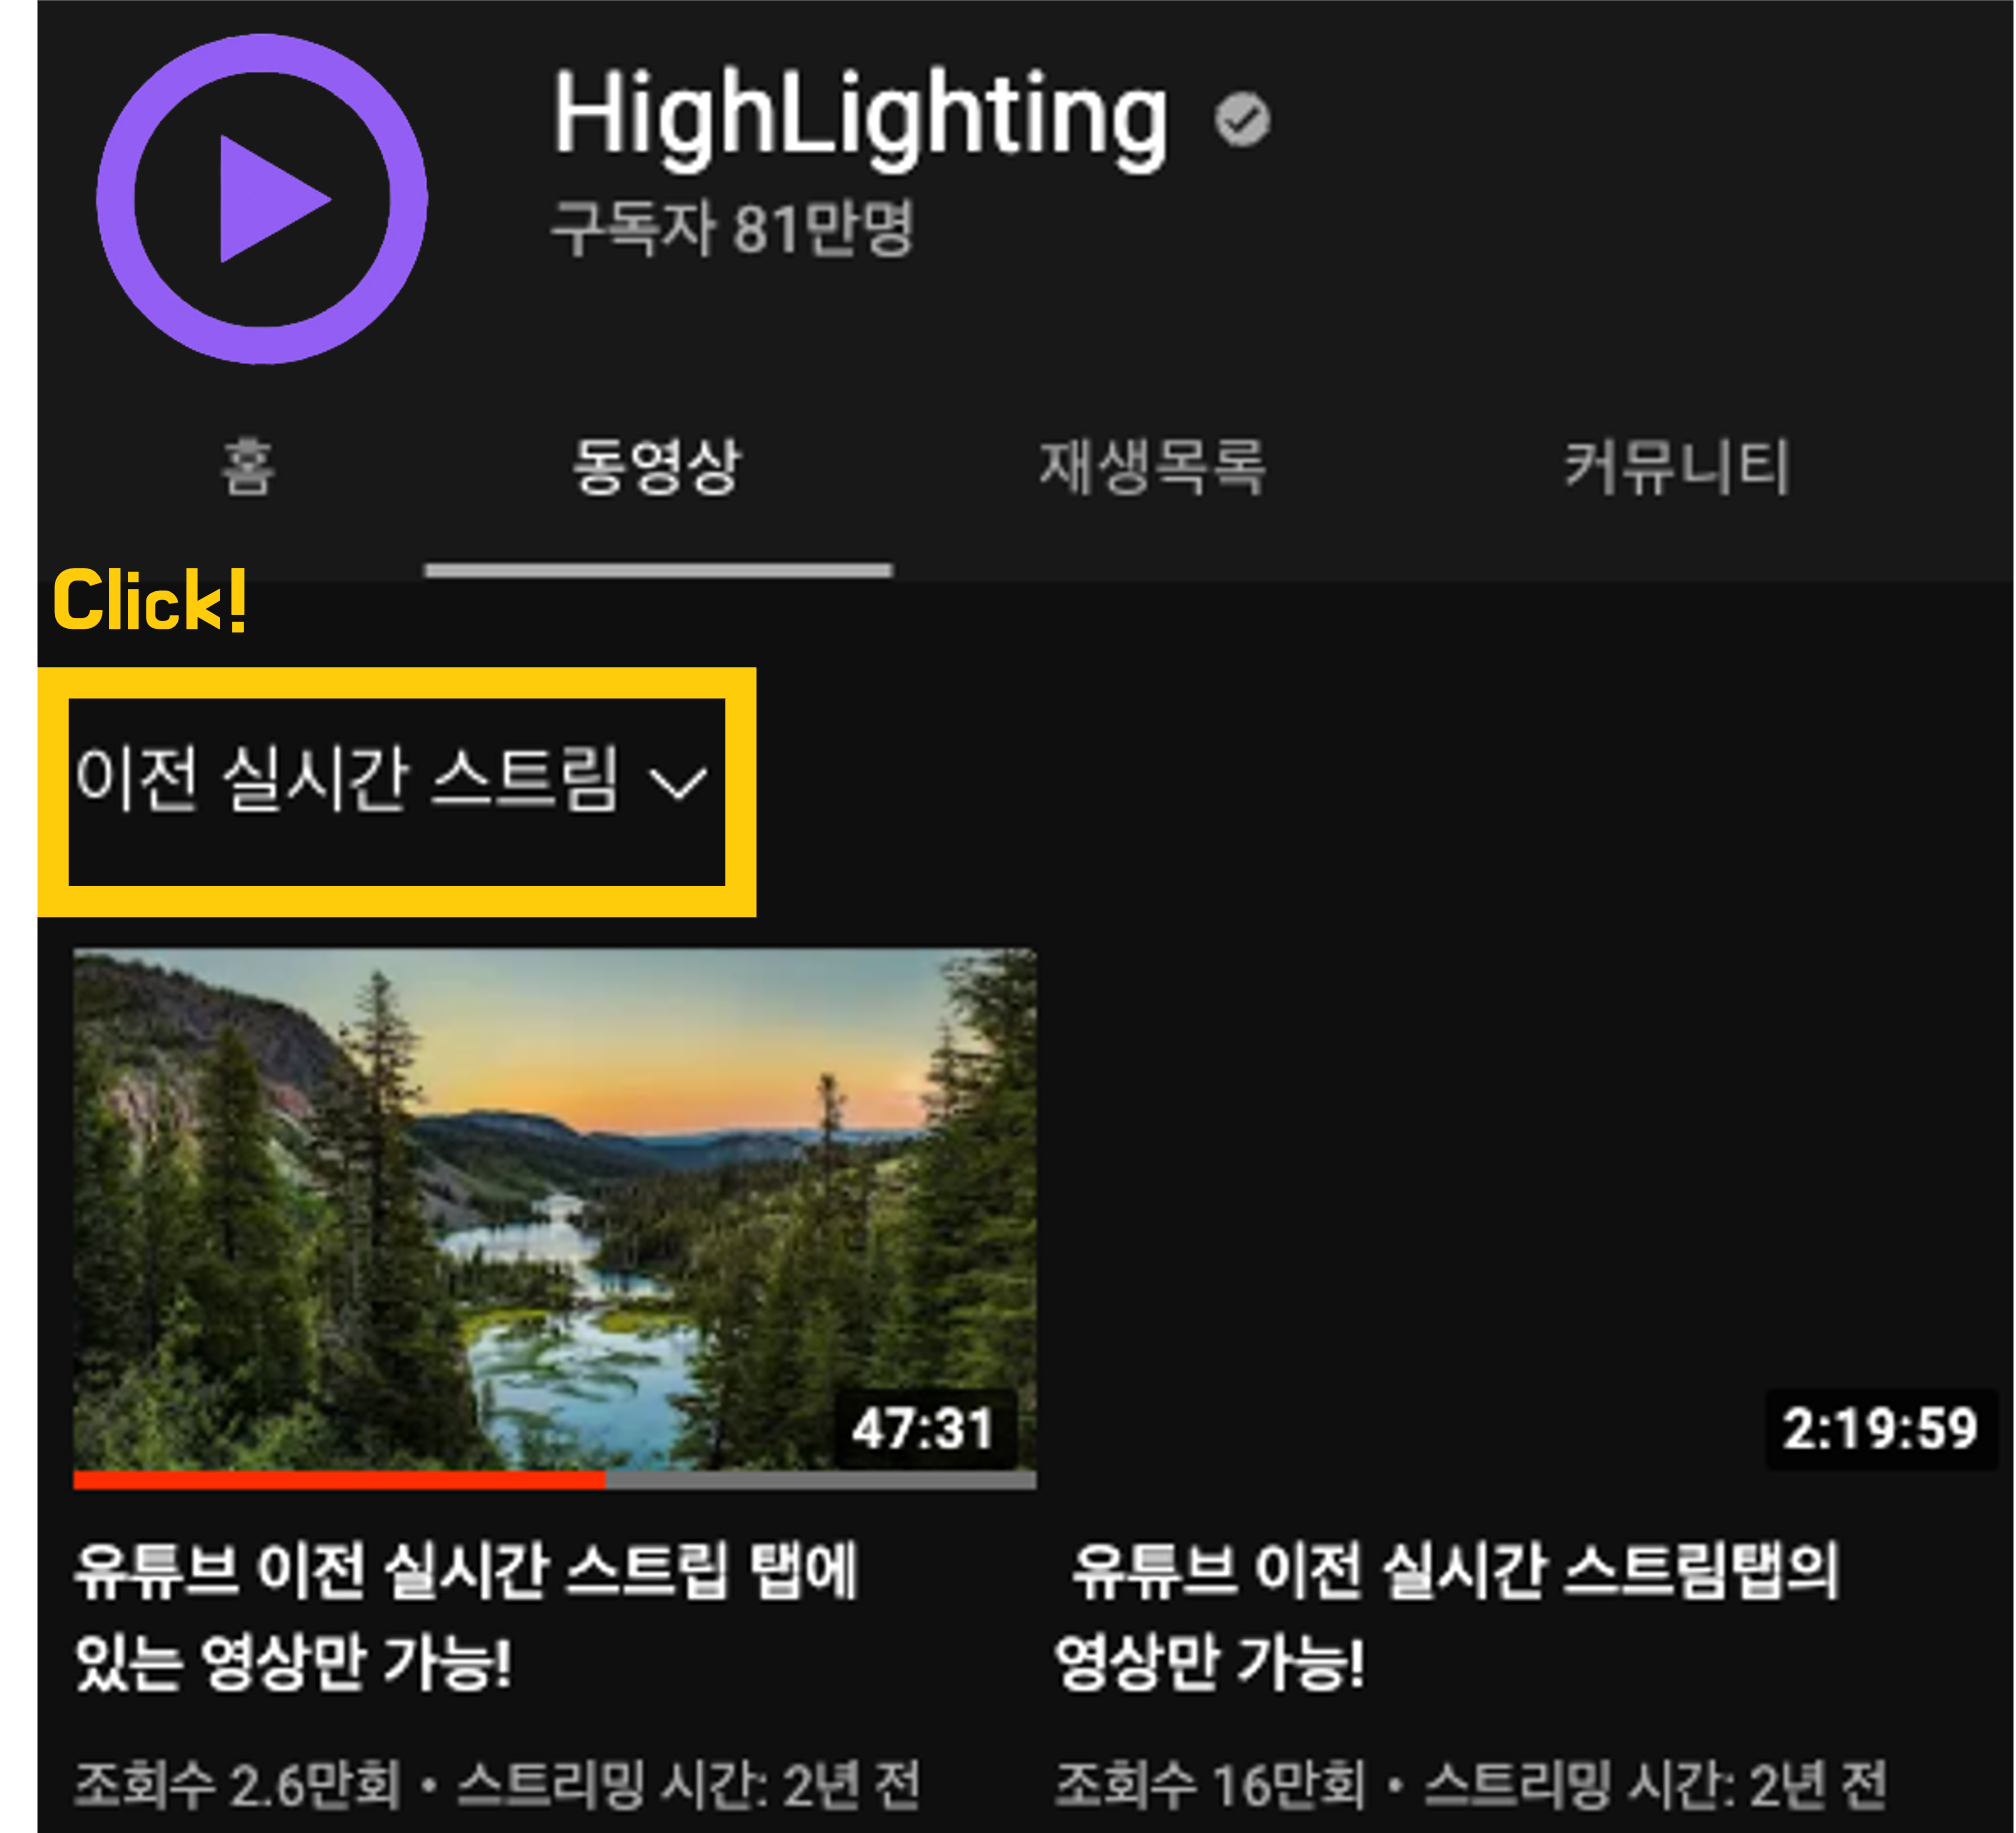 HighLighting
구독자 81만명
홈 동영상 재생목록 커뮤니티
Click!
이전 실시간 스트림
47:31
2:19:59
유튜브 이전 실시간 스트립 탭에
있는 영상만 가능!
조회수 2.6만회 • 스트리밍 시간: 2년 전
유튜브 이전 실시간 스트림탭의
영상만 가능!
조회수 16만회 • 스트리밍 시간: 2년 전